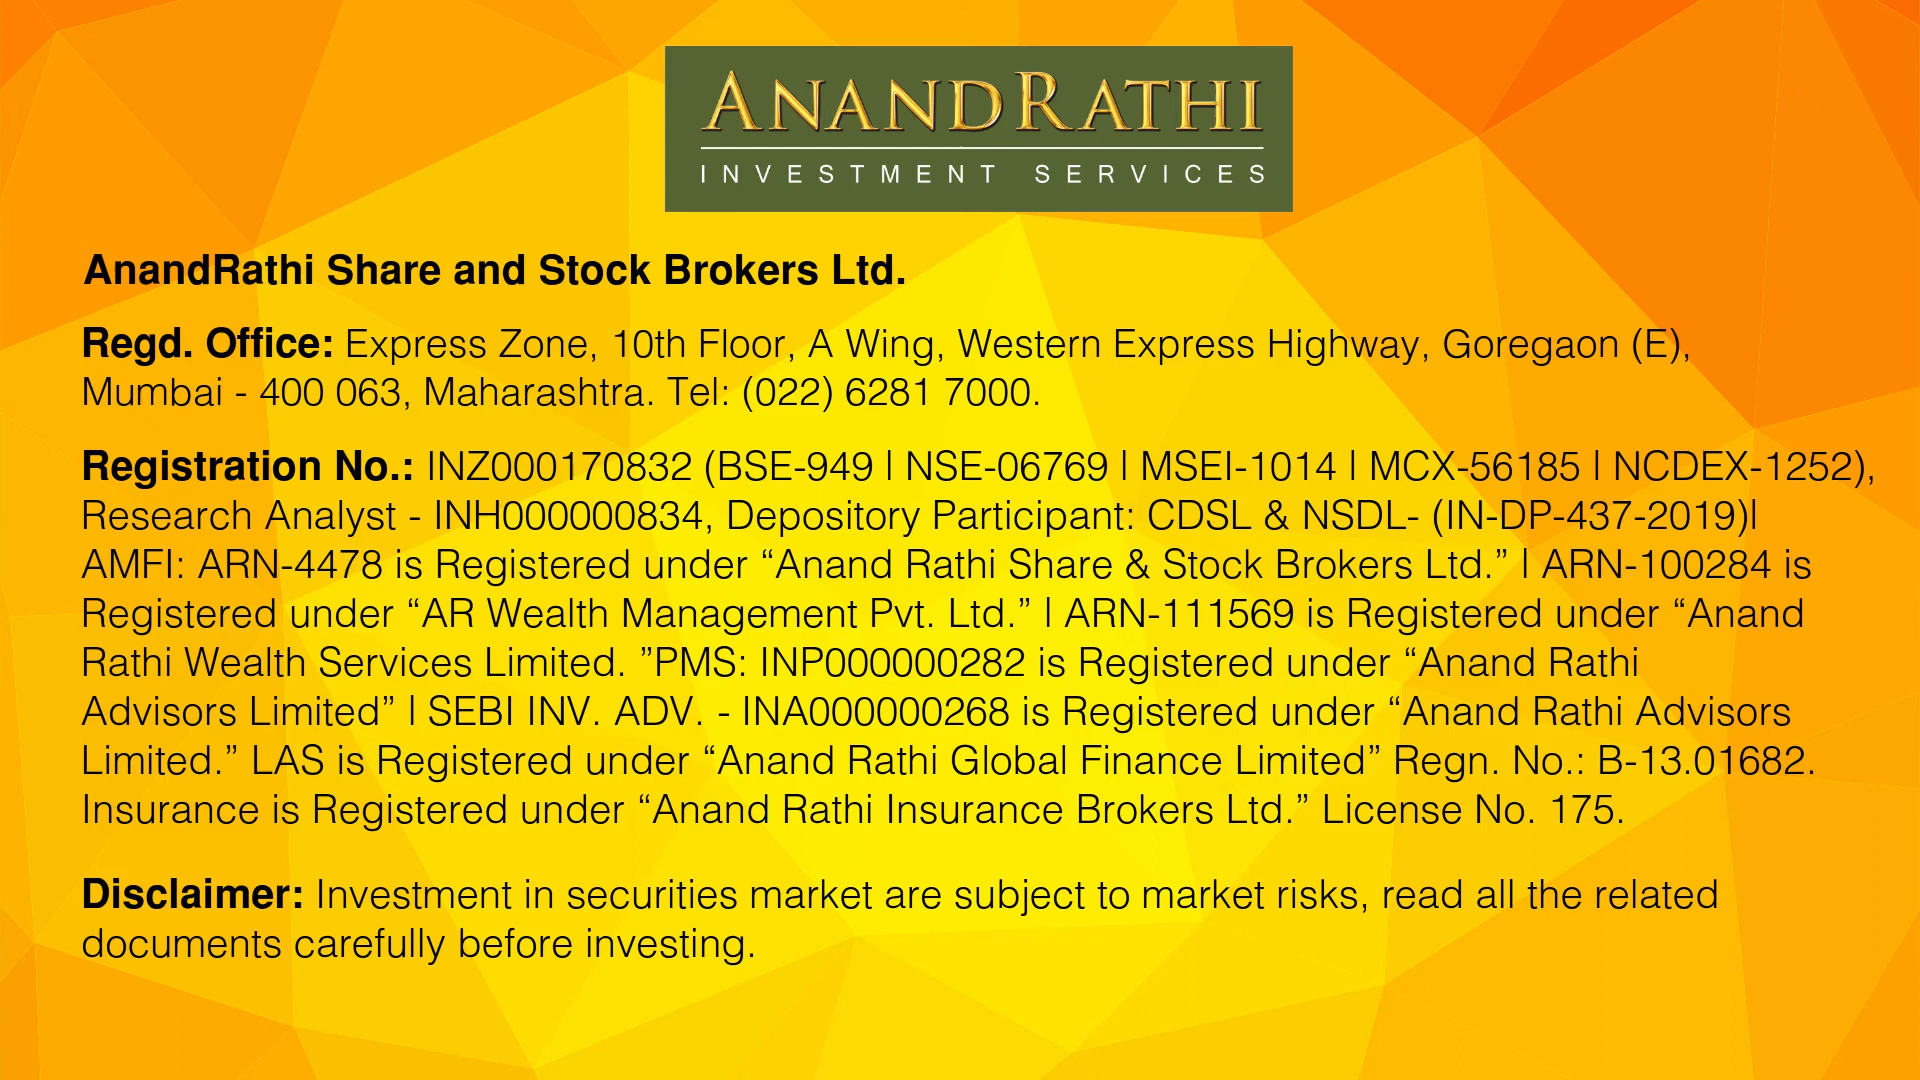 ANANDRATHI
INVESTMENT SERVICES
AnandRathi Share and Stock Brokers Ltd.
Regd. Office: Express Zone, 10th Floor, A Wing, Western Express Highway, Goregaon (E),
Mumbai - 400 063, Maharashtra. Tel: (022) 6281 7000.
Registration No.: INZ000170832 (BSE-949 | NSE-06769 | MSEI-1014 | MCX-56185 | NCDEX-1252),
Research Analyst - INH000000834, Depository Participant: CDSL & NSDL- (IN-DP-437-2019)|
AMFI: ARN-4478 is Registered under “Anand Rathi Share & Stock Brokers Ltd.” | ARN-100284 is
Registered under “AR Wealth Management Pvt. Ltd.” | ARN-111569 is Registered under “Anand
Rathi Wealth Services Limited. ”PMS: INP000000282 is Registered under “Anand Rathi
Advisors Limited” | SEBI INV. ADV. - INA000000268 is Registered under “Anand Rathi Advisors
Limited.” LAS is Registered under “Anand Rathi Global Finance Limited” Regn. No.: B-13.01682.
Insurance is Registered under “Anand Rathi Insurance Brokers Ltd.” License No. 175.
Disclaimer: Investment in securities market are subject to market risks, read all the related
documents carefully before investing.